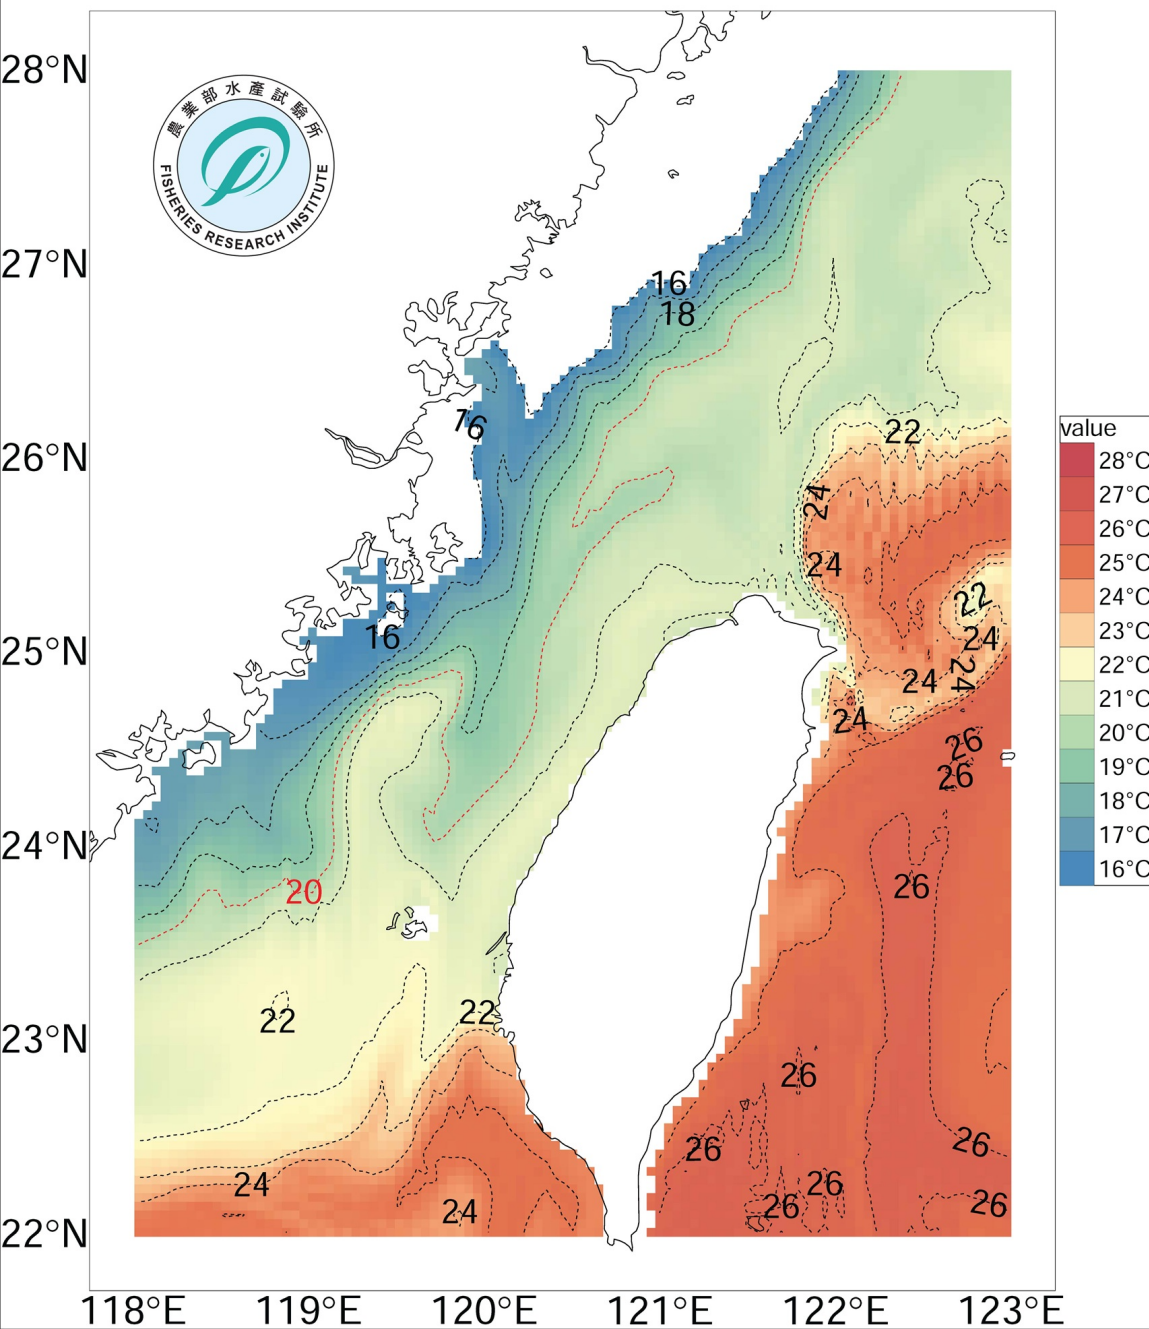 28°N
27°N
26°N
25°N
24°N
23°N
22°N
118°E
119°E
120°E
121°E
122°E
123°E
農業部水產試驗所
FISHERIES RESEARCH INSTITUTE
16
18
16
22
24
24
16
22
24
24
24
24
26
26
20
26
22
22
26
26
26
24
26
24
26
26
value
28°C
27°C
26°C
25°C
24°C
23°C
22°C
21°C
20°C
19°C
18°C
17°C
16°C